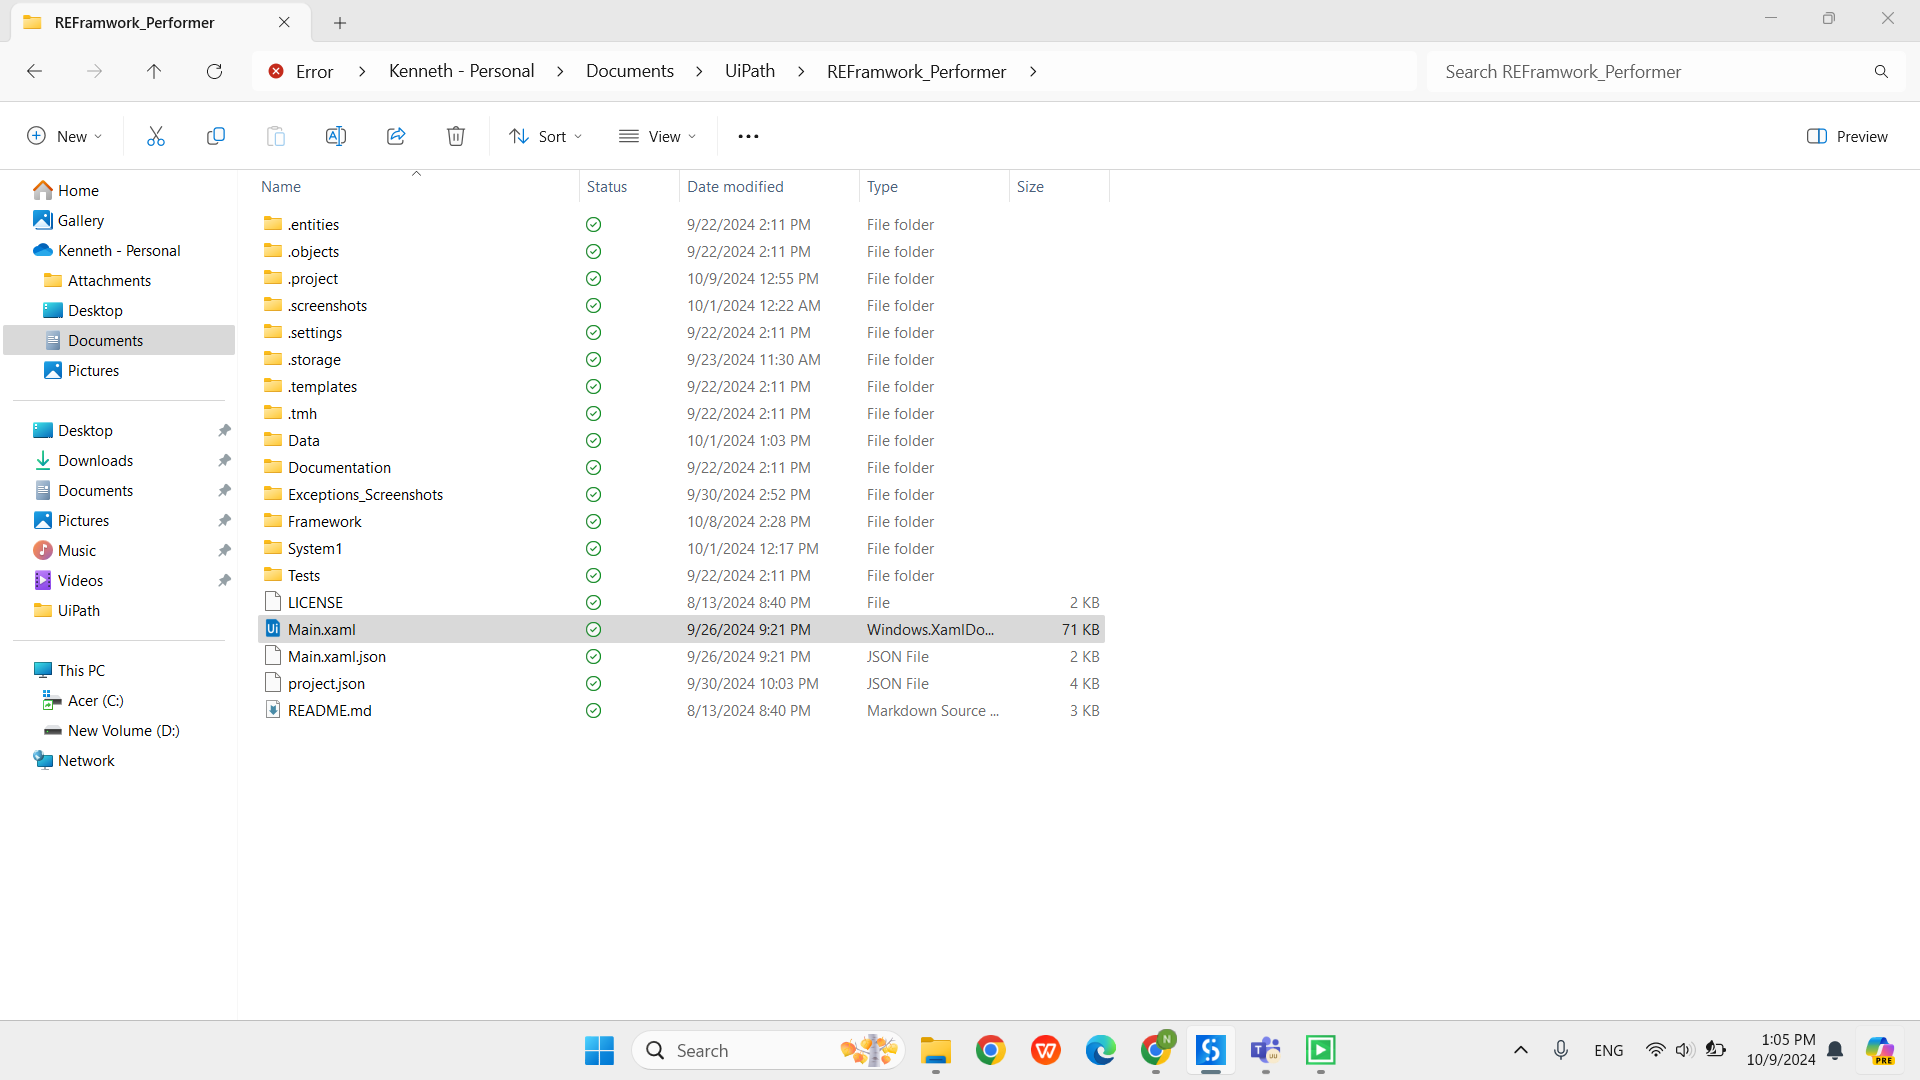 REFramwork_Performer
Error > Kenneth - Personal > Documents > UiPath > REFramwork_Performer >
Search REFramwork_Performer
New
Sort
View
Preview
Home
Gallery
Kenneth - Personal
Attachments
Desktop
Documents
Pictures
Desktop
Downloads
Documents
Pictures
Music
Videos
UiPath
This PC
Acer (C:)
New Volume (D:)
Network
Name Status Date modified Type Size
.entities 9/22/2024 2:11 PM File folder
.objects 9/22/2024 2:11 PM File folder
.project 10/9/2024 12:55 PM File folder
.screenshots 10/1/2024 12:22 AM File folder
.settings 9/22/2024 2:11 PM File folder
.storage 9/23/2024 11:30 AM File folder
.templates 9/22/2024 2:11 PM File folder
.tmh 9/22/2024 2:11 PM File folder
Data 10/1/2024 1:03 PM File folder
Documentation 9/22/2024 2:11 PM File folder
Exceptions_Screenshots 9/30/2024 2:52 PM File folder
Framework 10/8/2024 2:28 PM File folder
System1 10/1/2024 12:17 PM File folder
Tests 9/22/2024 2:11 PM File folder
LICENSE 8/13/2024 8:40 PM File 2 KB
Ui Main.xaml 9/26/2024 9:21 PM Windows.XamlDo... 71 KB
Main.xaml.json 9/26/2024 9:21 PM JSON File 2 KB
project.json 9/30/2024 10:03 PM JSON File 4 KB
README.md 8/13/2024 8:40 PM Markdown Source ... 3 KB
Search
N
ENG
1:05 PM
10/9/2024
PRE